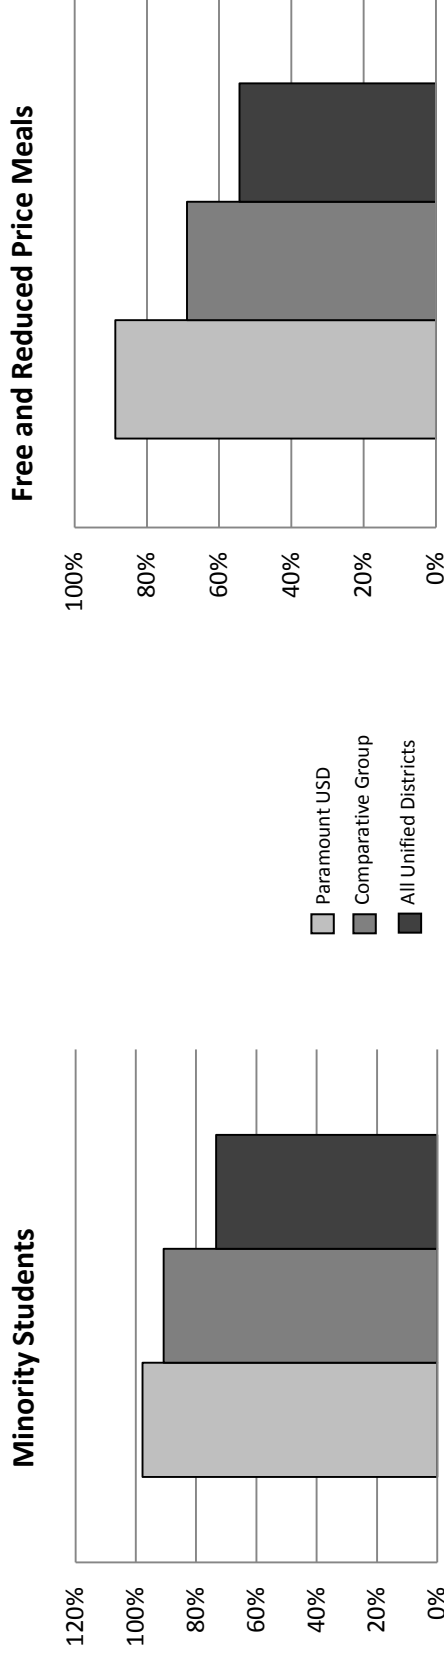 Minority Students
120%
100%
80%
60%
40%
20%
0%
Paramount USD
Comparative Group
All Unified Districts
Free and Reduced Price Meals
100%
80%
60%
40%
20%
0%